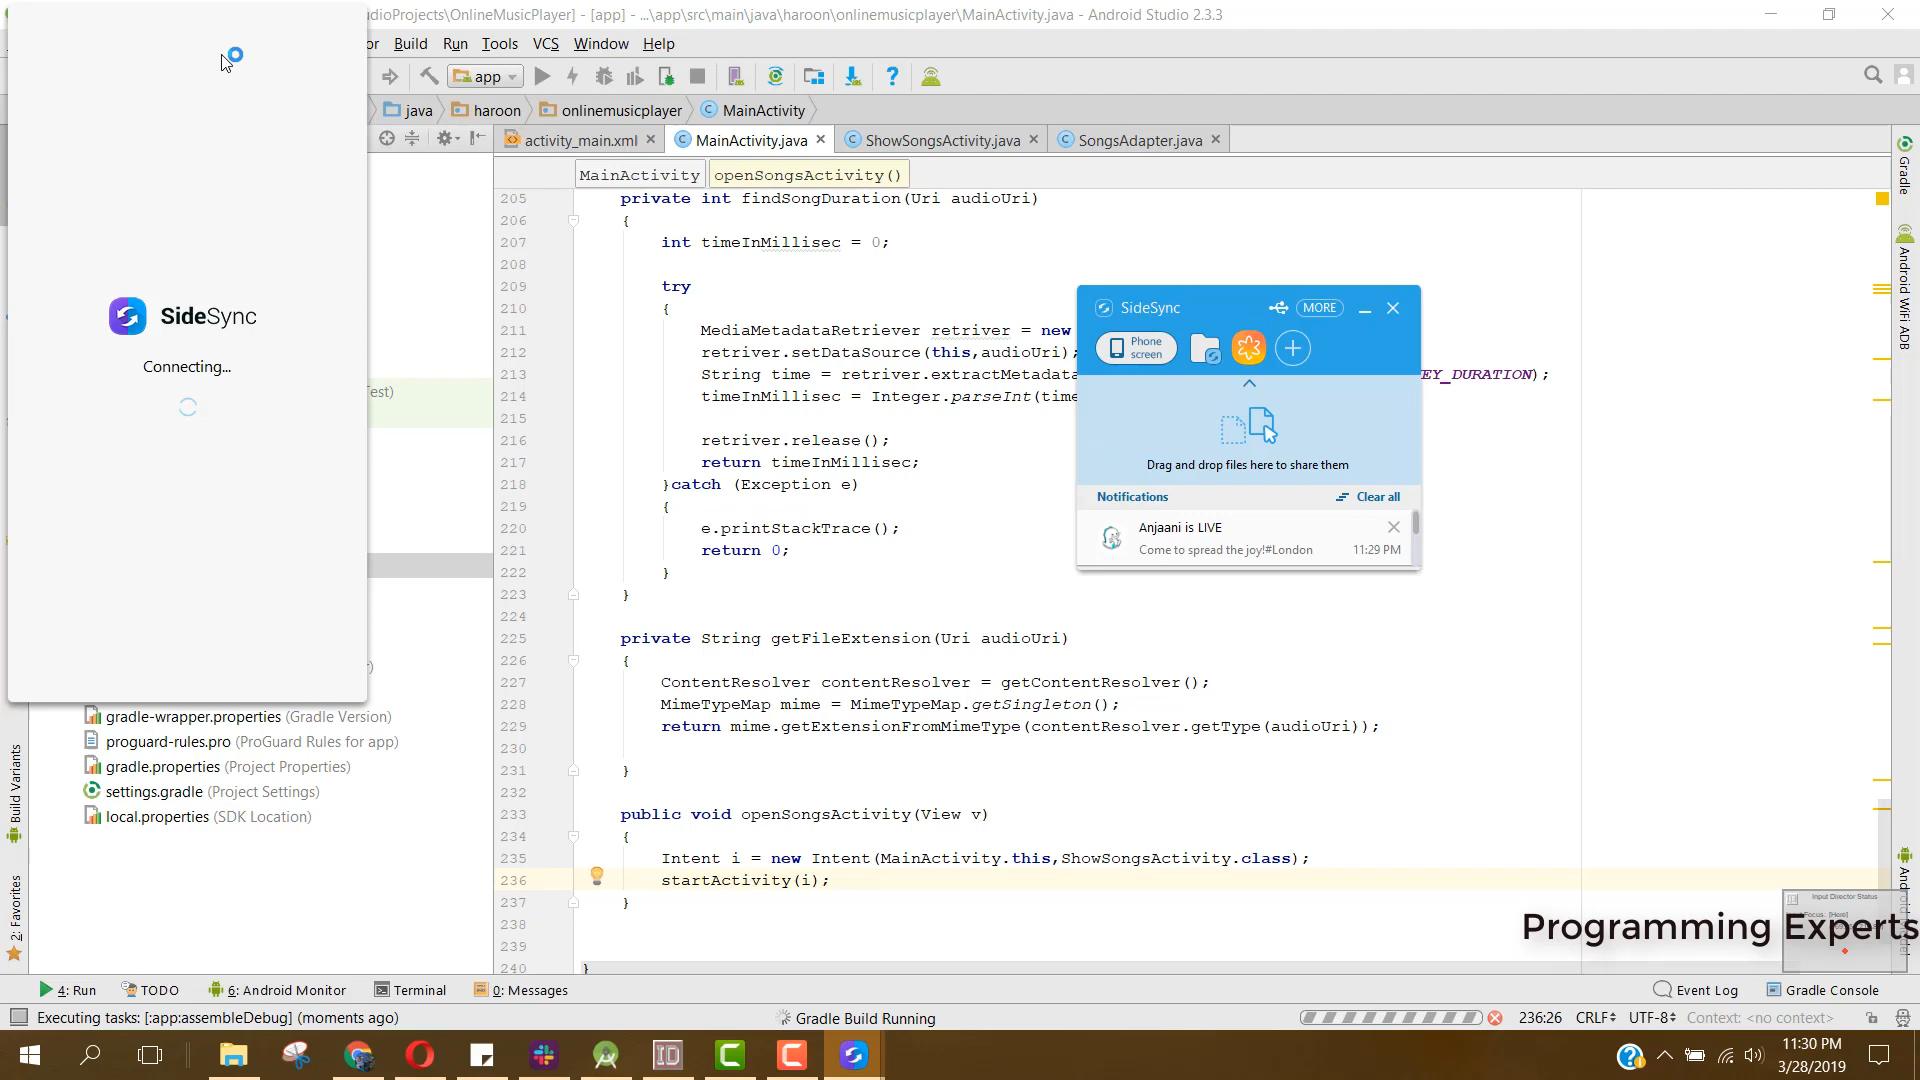 udioProjects\OnlineMusicPlayer] - [app] - ...\app\src\main\java\haroon\onlinemusicplayer\MainActivity.java - Android Studio 2.3.3
or Build Run Tools VCS Window Help
app
java haroon onlinemusicplayer MainActivity
activity_main.xml MainActivity.java ShowSongsActivity.java SongsAdapter.java
MainActivity openSongsActivity()
205 private int findSongDuration(Uri audioUri)
206 {
207 int timeInMillisec = 0;
208
209 try
210 {
211 MediaMetadataRetriever retriver = new
212 retriver.setDataSource(this,audioUri);
213 String time = retriver.extractMetadata EY_DURATION);
214 timeInMillisec = Integer.parseInt(time
215
216 retriver.release();
217 return timeInMillisec;
218 }catch (Exception e)
219 {
220 e.printStackTrace();
221 return 0;
222 }
223 }
224
225 private String getFileExtension(Uri audioUri)
226 {
227 ContentResolver contentResolver = getContentResolver();
228 MimeTypeMap mime = MimeTypeMap.getSingleton();
229 return mime.getExtensionFromMimeType(contentResolver.getType(audioUri));
230
231 }
232
233 public void openSongsActivity(View v)
234 {
235 Intent i = new Intent(MainActivity.this,ShowSongsActivity.class);
236 startActivity(i);
237 }
238
239
240 }
SideSync
Connecting...
Test)
)
gradle-wrapper.properties (Gradle Version)
proguard-rules.pro (ProGuard Rules for app)
gradle.properties (Project Properties)
settings.gradle (Project Settings)
local.properties (SDK Location)
Build Variants
2: Favorites
SideSync MORE
Phone screen
Drag and drop files here to share them
Notifications Clear all
Anjaani is LIVE
Come to spread the joy!#London 11:29 PM
Gradle
Android WiFi ADB
Input Director Status
Programming Experts
4: Run TODO 6: Android Monitor Terminal 0: Messages Event Log Gradle Console
Executing tasks: [:app:assembleDebug] (moments ago) Gradle Build Running 236:26 CRLF UTF-8 Context: <no context>
ID
11:30 PM
3/28/2019